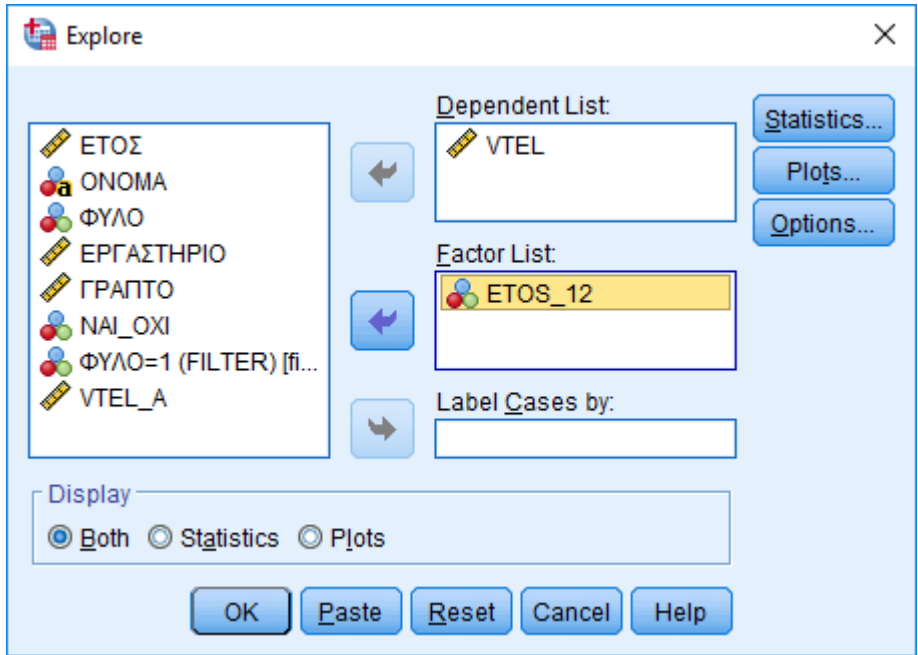 Explore
Dependent List:
VTEL
Statistics...
Plots...
Options...
ΕΤΟΣ
ΟΝΟΜΑ
ΦΥΛΟ
ΕΡΓΑΣΤΗΡΙΟ
ΓΡΑΠΤΟ
NAI_OXI
ΦΥΛΟ=1 (FILTER) [fi...
VTEL_A
Factor List:
ETOS_12
Label Cases by:
Display
Both Statistics Plots
OK Paste Reset Cancel Help